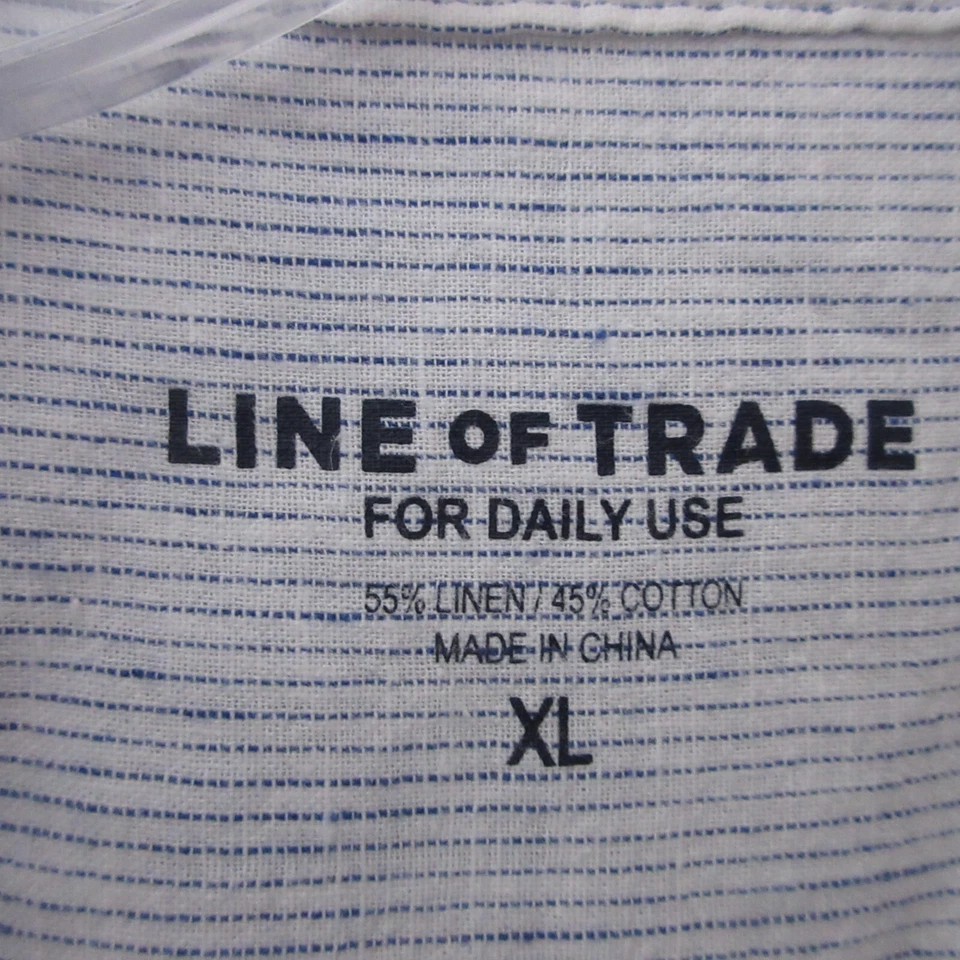 LINE OF TRADE
FOR DAILY USE
55% LINEN / 45% COTTON
MADE IN CHINA
XL